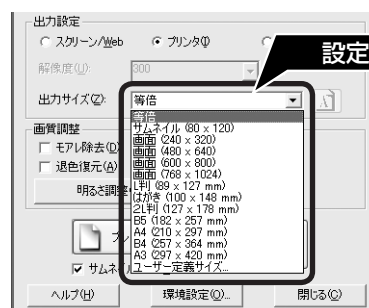 出力設定
スクリーン/Web プリンタ(I)
設定
解像度(U): 300
出力サイズ(Z): 等倍
等倍
サムネイル (80 x 120)
画面 (240 x 320)
画面 (480 x 640)
画面 (600 x 800)
画面 (768 x 1024)
L判 (89 x 127 mm)
はがき (100 x 148 mm)
2L判 (127 x 178 mm)
B5 (182 x 257 mm)
A4 (210 x 297 mm)
B4 (257 x 364 mm)
A3 (297 x 420 mm)
ユーザー定義サイズ...
画質調整
モアレ除去(D)
退色復元(A)
明るさ調整
プレ
サムネイ
ヘルプ(H) 環境設定(O)... 閉じる(C)